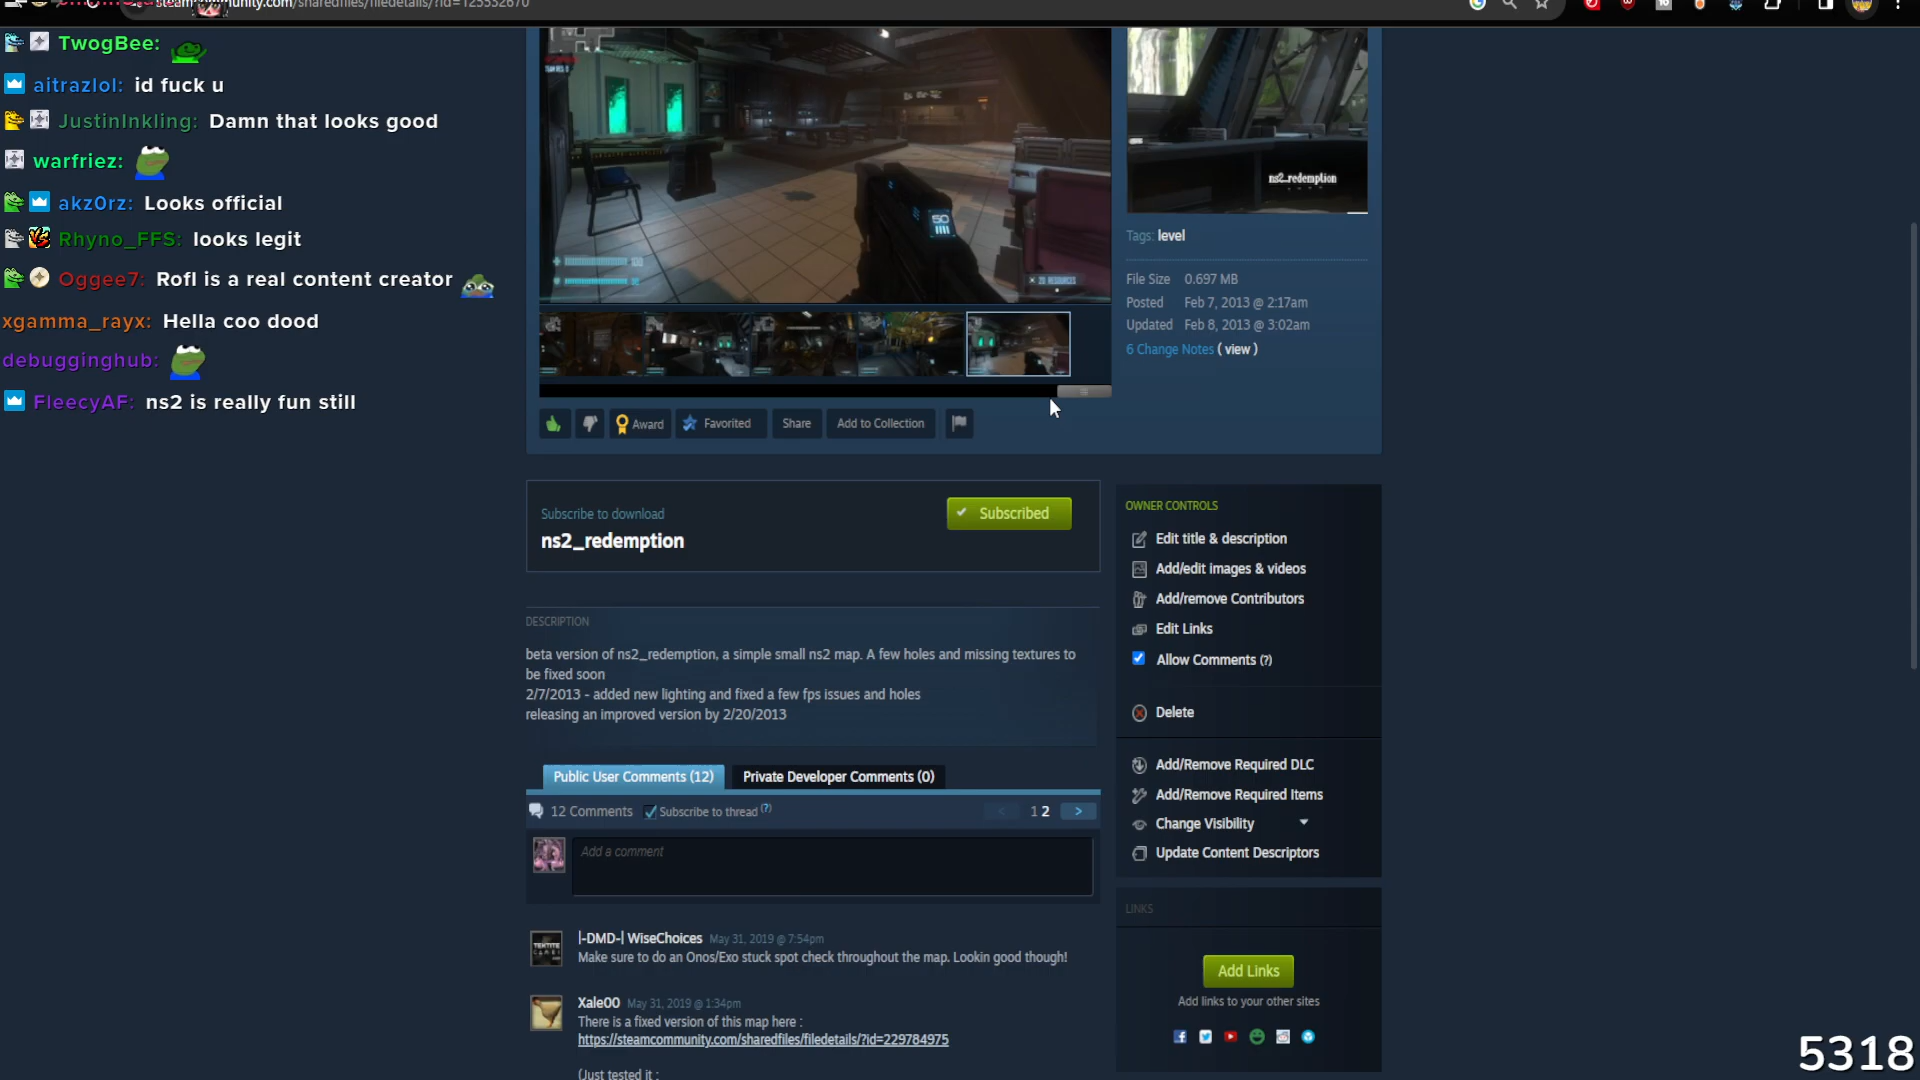 steamcommunity.com/sharedfiles/filedetails/?id=125532670
TwogBee:
aitrazlol: id fuck u
JustinInkling: Damn that looks good
warfriez:
akz0rz: Looks official
Rhyno_FFS: looks legit
Oggee7: Rofl is a real content creator
xgamma_rayx: Hella coo dood
debugginghub:
FleecyAF: ns2 is really fun still
50
20 RESOURCES
ns2_redemption
Tags: level
File Size 0.697 MB
Posted Feb 7, 2013 @ 2:17am
Updated Feb 8, 2013 @ 3:02am
6 Change Notes ( view )
Award
Favorited
Share
Add to Collection
Subscribe to download
ns2_redemption
Subscribed
DESCRIPTION
beta version of ns2_redemption, a simple small ns2 map. A few holes and missing textures to
be fixed soon
2/7/2013 - added new lighting and fixed a few fps issues and holes
releasing an improved version by 2/20/2013
Public User Comments (12)
Private Developer Comments (0)
12 Comments
Subscribe to thread (?)
< 1 2 >
Add a comment
|-DMD-| WiseChoices May 31, 2019 @ 7:54pm
Make sure to do an Onos/Exo stuck spot check throughout the map. Lookin good though!
Xale00 May 31, 2019 @ 1:34pm
There is a fixed version of this map here :
https://steamcommunity.com/sharedfiles/filedetails/?id=229784975
(Just tested it :
OWNER CONTROLS
Edit title & description
Add/edit images & videos
Add/remove Contributors
Edit Links
Allow Comments (?)
Delete
Add/Remove Required DLC
Add/Remove Required Items
Change Visibility
Update Content Descriptors
LINKS
Add Links
Add links to your other sites
5318